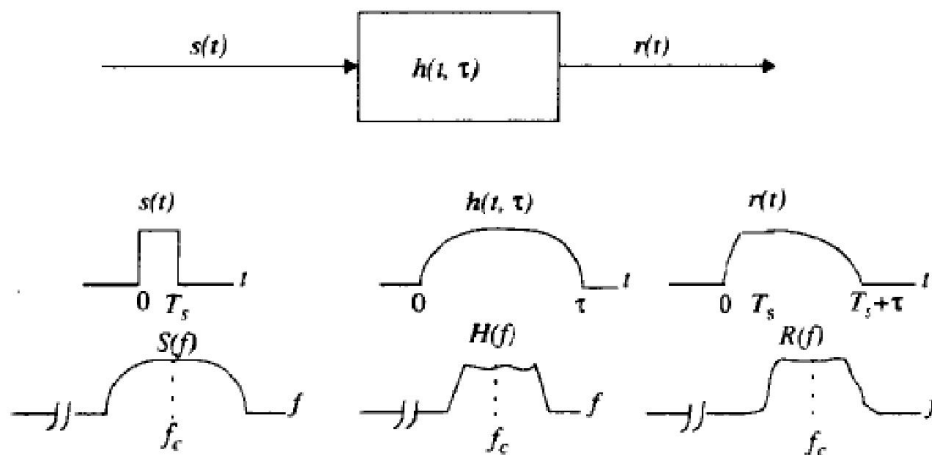 s(t)
h(t, τ)
r(t)
s(t)
h(t, τ)
r(t)
t
t
t
0 T_s
0 τ
0 T_s T_s+τ
S(f)
H(f)
R(f)
f
f
f
f_c
f_c
f_c